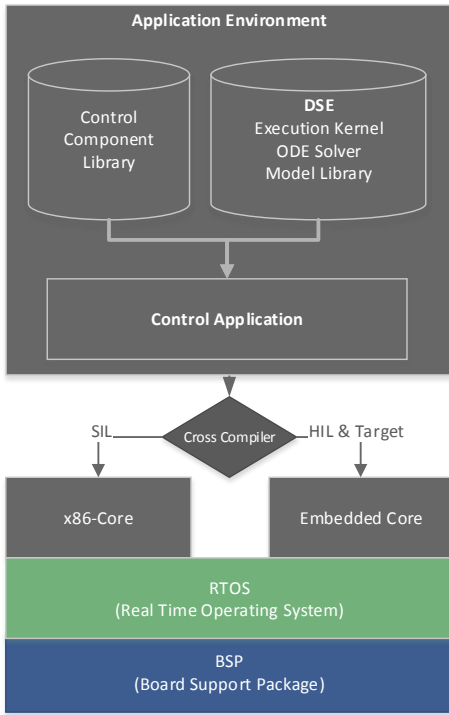 Application Environment
Control
Component
Library
DSE
Execution Kernel
ODE Solver
Model Library
Control Application
Cross Compiler
SIL
HIL & Target
x86-Core
Embedded Core
RTOS
(Real Time Operating System)
BSP
(Board Support Package)